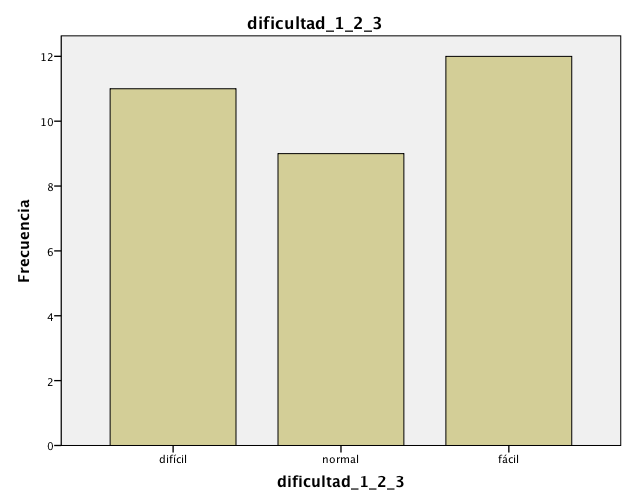 dificultad_1_2_3
12
10
8
6
4
2
0
Frecuencia
difícil
normal
fácil
dificultad_1_2_3